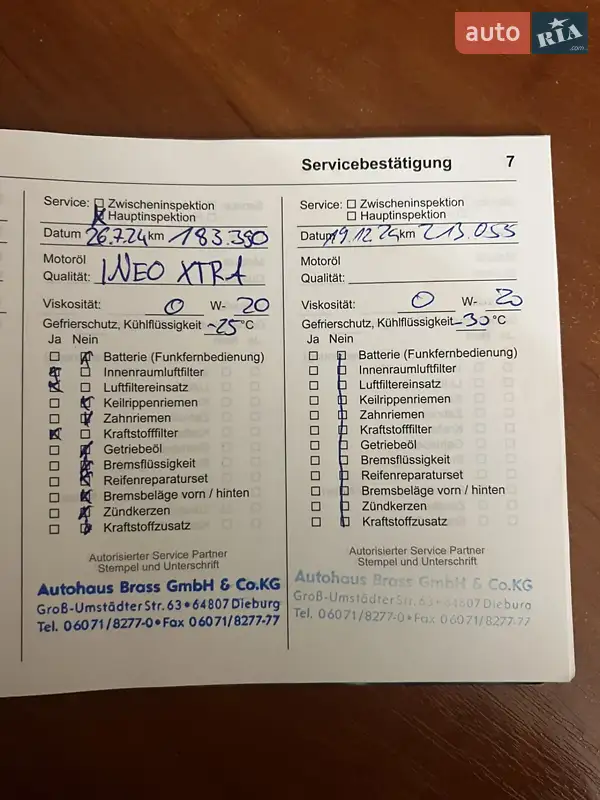 auto RIA .com
Servicebestätigung 7
Service: Zwischeninspektion
Hauptinspektion
Datum 26.7.24 km 183.390
Motoröl
Qualität: INEO XTRA
Viskosität: 0 W- 20
Gefrierschutz, Kühlflüssigkeit -25 °C
Ja Nein
Batterie (Funkfernbedienung)
Innenraumluftfilter
Luftfiltereinsatz
Keilrippenriemen
Zahnriemen
Kraftstofffilter
Getriebeöl
Bremsflüssigkeit
Reifenreparaturset
Bremsbeläge vorn / hinten
Zündkerzen
Kraftstoffzusatz
Autorisierter Service Partner
Stempel und Unterschrift
Autohaus Brass GmbH & Co.KG
Groß-Umstädter Str. 63 • 64807 Dieburg
Tel. 06071/8277-0 • Fax 06071/8277-77
Service: Zwischeninspektion
Hauptinspektion
Datum 19.12.24 km 213.055
Motoröl
Qualität:
Viskosität: 0 W- 20
Gefrierschutz, Kühlflüssigkeit -30 °C
Ja Nein
Batterie (Funkfernbedienung)
Innenraumluftfilter
Luftfiltereinsatz
Keilrippenriemen
Zahnriemen
Kraftstofffilter
Getriebeöl
Bremsflüssigkeit
Reifenreparaturset
Bremsbeläge vorn / hinten
Zündkerzen
Kraftstoffzusatz
Autorisierter Service Partner
Stempel und Unterschrift
Autohaus Brass GmbH & Co.KG
Groß-Umstädter Str. 63 • 64807 Dieburg
Tel. 06071/8277-0 • Fax 06071/8277-77